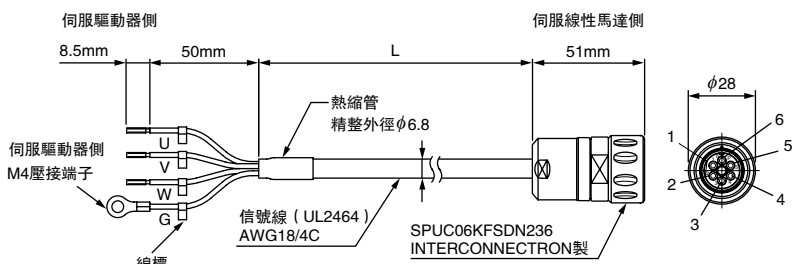 伺服驅動器側
伺服線性馬達側
8.5mm
50mm
L
51mm
φ28
熱縮管
精整外徑φ6.8
6
1
5
U
V
W
G
伺服驅動器側
M4壓接端子
2
4
3
信號線（UL2464）
AWG18/4C
SPUC06KFSDN236
INTERCONNECTRON製
線標